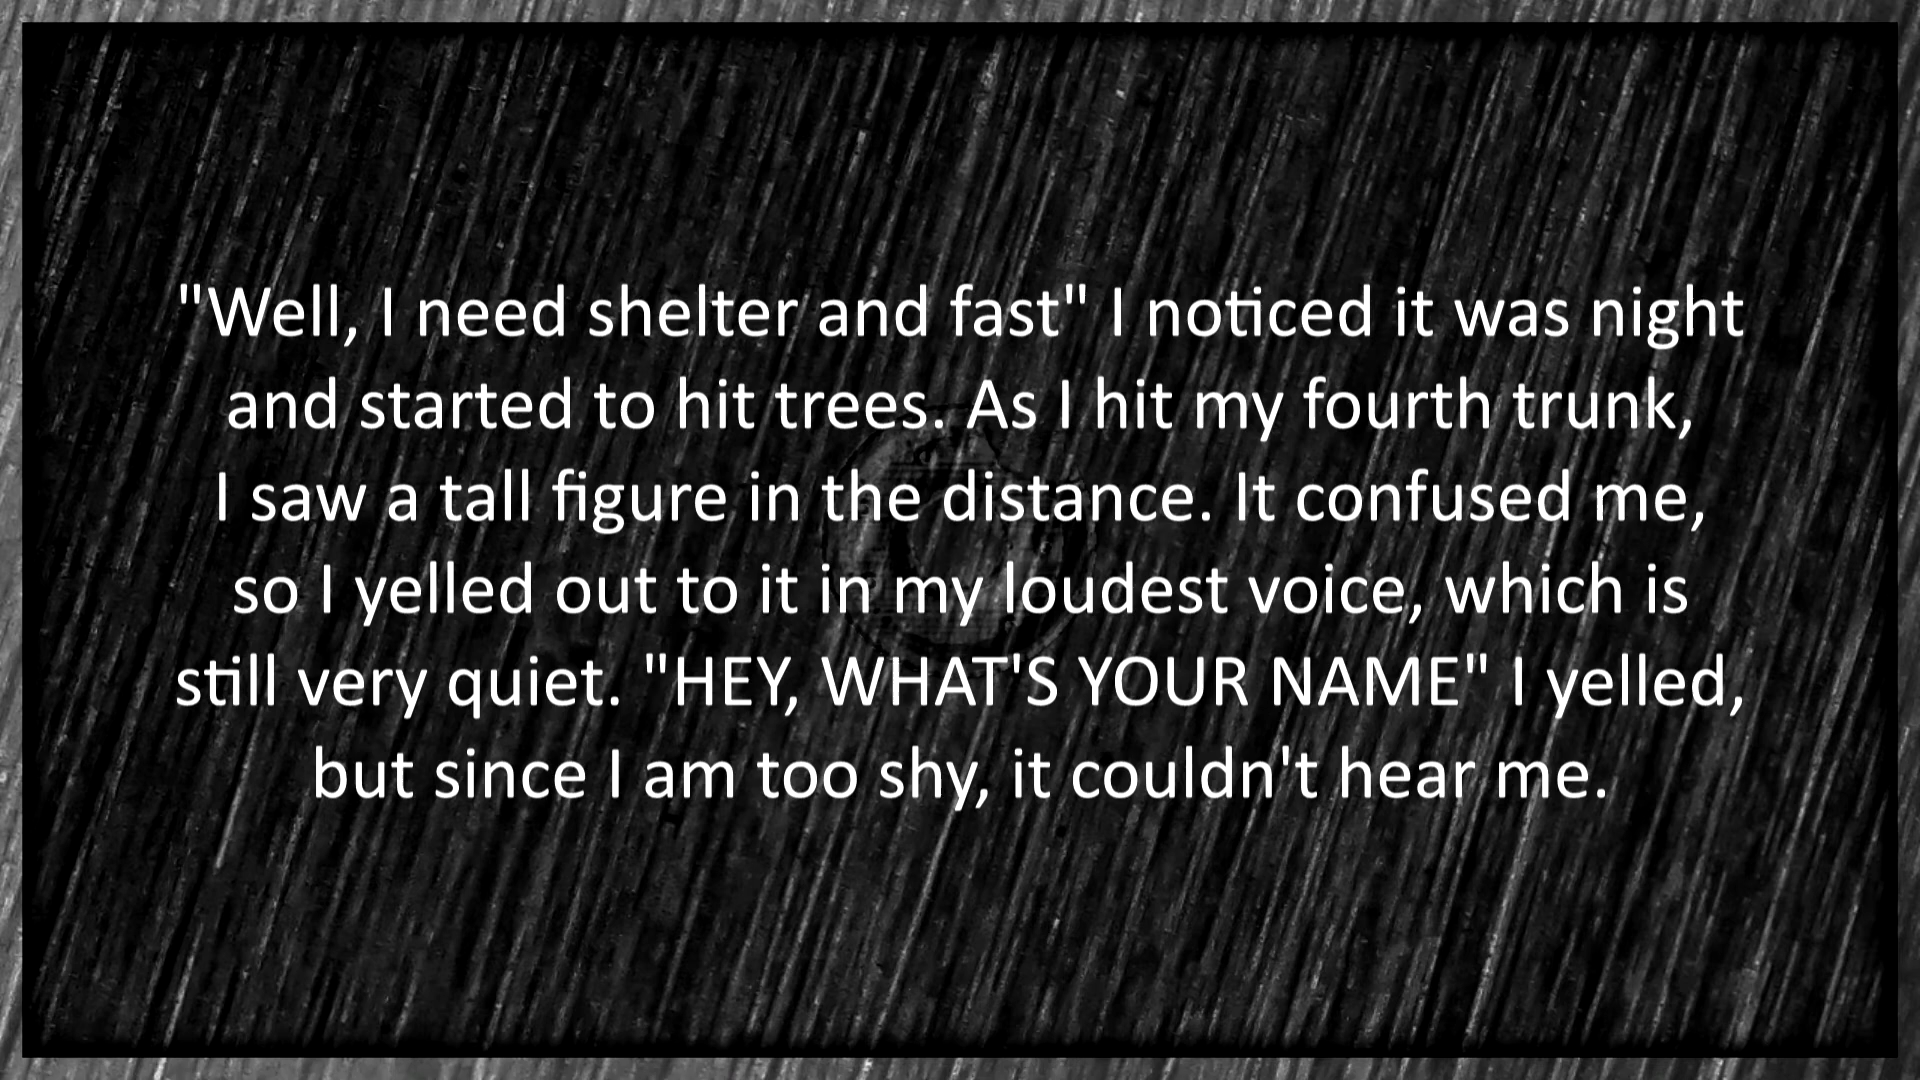 "Well, I need shelter and fast" I noticed it was night
and started to hit trees. As I hit my fourth trunk,
I saw a tall figure in the distance. It confused me,
so I yelled out to it in my loudest voice, which is
still very quiet. "HEY, WHAT'S YOUR NAME" I yelled,
but since I am too shy, it couldn't hear me.